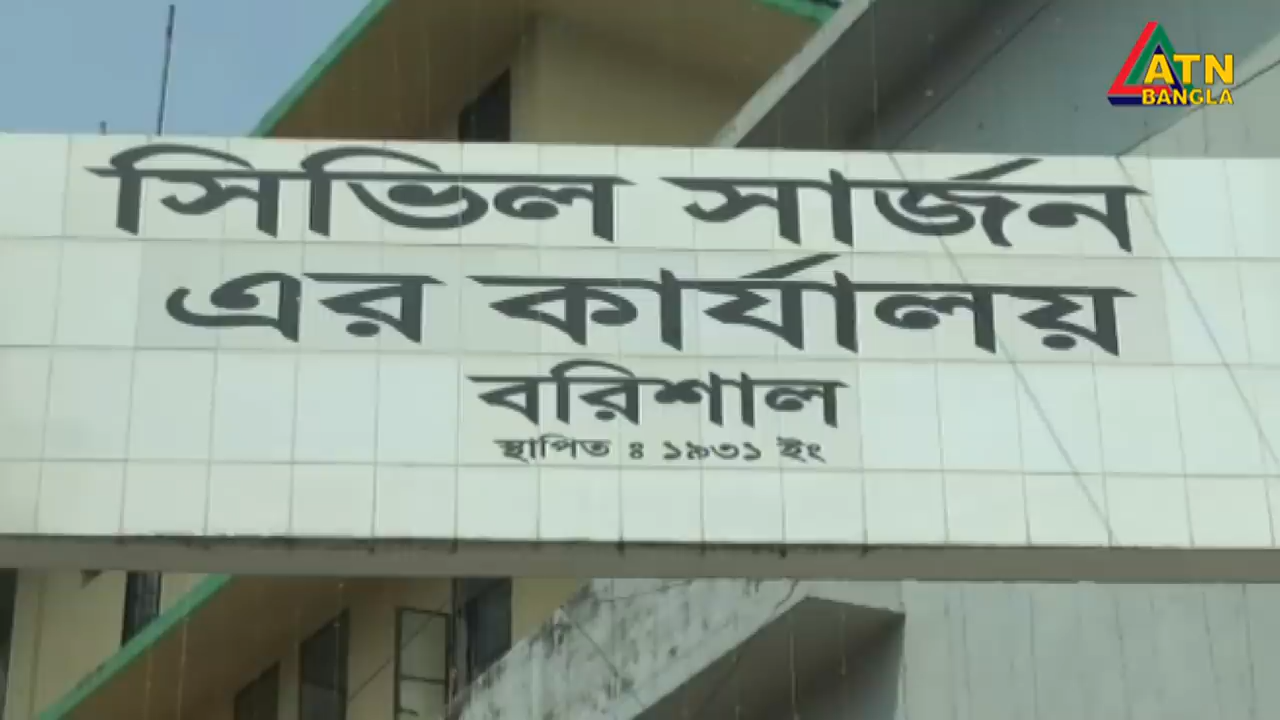 ATN
BANGLA
সিভিল সার্জন
এর কার্যালয়
বরিশাল
স্থাপিত ঃ ১৯৩১ ইং